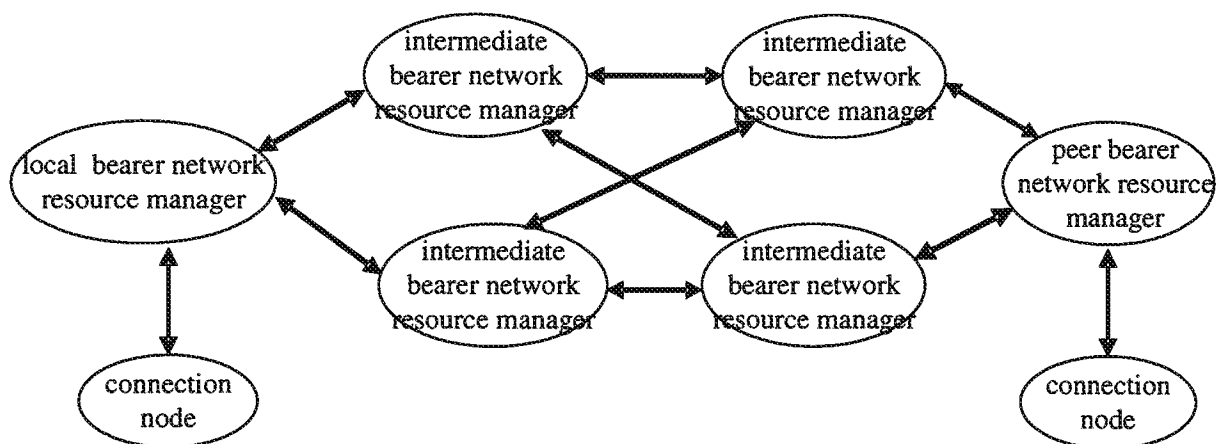 intermediate
bearer network
resource manager
intermediate
bearer network
resource manager
local bearer network
resource manager
peer bearer
network resource
manager
intermediate
bearer network
resource manager
intermediate
bearer network
resource manager
connection
node
connection
node